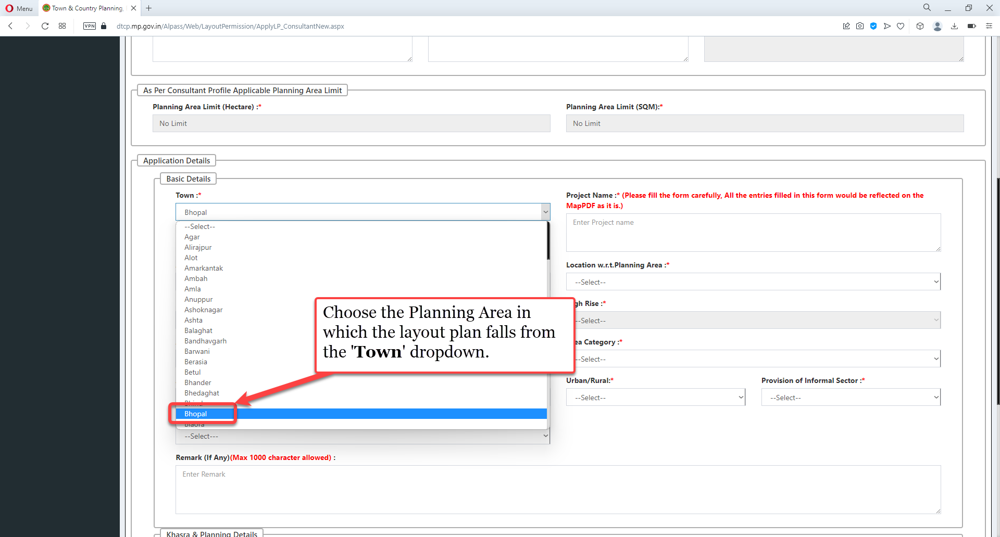 Menu
Town & Country Planning,
VPN
dtcp.mp.gov.in/Alpass/Web/LayoutPermission/ApplyLP_ConsultantNew.aspx
As Per Consultant Profile Applicable Planning Area Limit
Planning Area Limit (Hectare) :*
Planning Area Limit (SQM):*
No Limit
No Limit
Application Details
Basic Details
Town :*
Bhopal
--Select--
Agar
Alirajpur
Alot
Amarkantak
Ambah
Amla
Anuppur
Ashoknagar
Ashta
Balaghat
Bandhavgarh
Barwani
Berasia
Betul
Bhander
Bhedaghat
Bhind
Bhopal
Biaora
--Select---
Choose the Planning Area in
which the layout plan falls from
the 'Town' dropdown.
Project Name :* (Please fill the form carefully, All the entries filled in this form would be reflected on the
MapPDF as it is.)
Enter Project name
Location w.r.t.Planning Area :*
--Select--
gh Rise :*
--Select--
ea Category :*
--Select--
Urban/Rural:*
Provision of Informal Sector :*
--Select--
--Select--
Remark (If Any)(Max 1000 character allowed) :
Enter Remark
Khasra & Planning Details